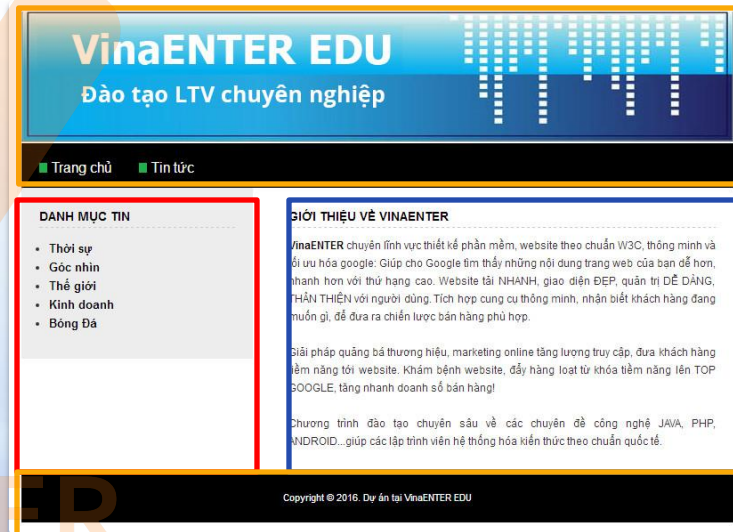 VinaENTER EDU
Đào tạo LTV chuyên nghiệp
Trang chủ
Tin tức
DANH MỤC TIN
Thời sự
Góc nhìn
Thế giới
Kinh doanh
Bóng Đá
GIỚI THIỆU VỀ VINAENTER
VinaENTER chuyên lĩnh vực thiết kế phần mềm, website theo chuẩn W3C, thông minh và
tối ưu hóa google: Giúp cho Google tìm thấy những nội dung trang web của bạn dễ hơn,
nhanh hơn với thứ hạng cao. Website tải NHANH, giao diện ĐẸP, quản trị DỄ DÀNG,
THÂN THIỆN với người dùng. Tích hợp cung cụ thông minh, nhận biết khách hàng đang
muốn gì, để đưa ra chiến lược bán hàng phù hợp.
Giải pháp quảng bá thương hiệu, marketing online tăng lượng truy cập, đưa khách hàng
tiềm năng tới website. Khám bệnh website, đẩy hàng loạt từ khóa tiềm năng lên TOP
GOOGLE, tăng nhanh doanh số bán hàng!
Chương trình đào tạo chuyên sâu về các chuyên đề công nghệ JAVA, PHP,
ANDROID...giúp các lập trình viên hệ thống hóa kiến thức theo chuẩn quốc tế.
Copyright © 2016. Dự án tại VinaENTER EDU